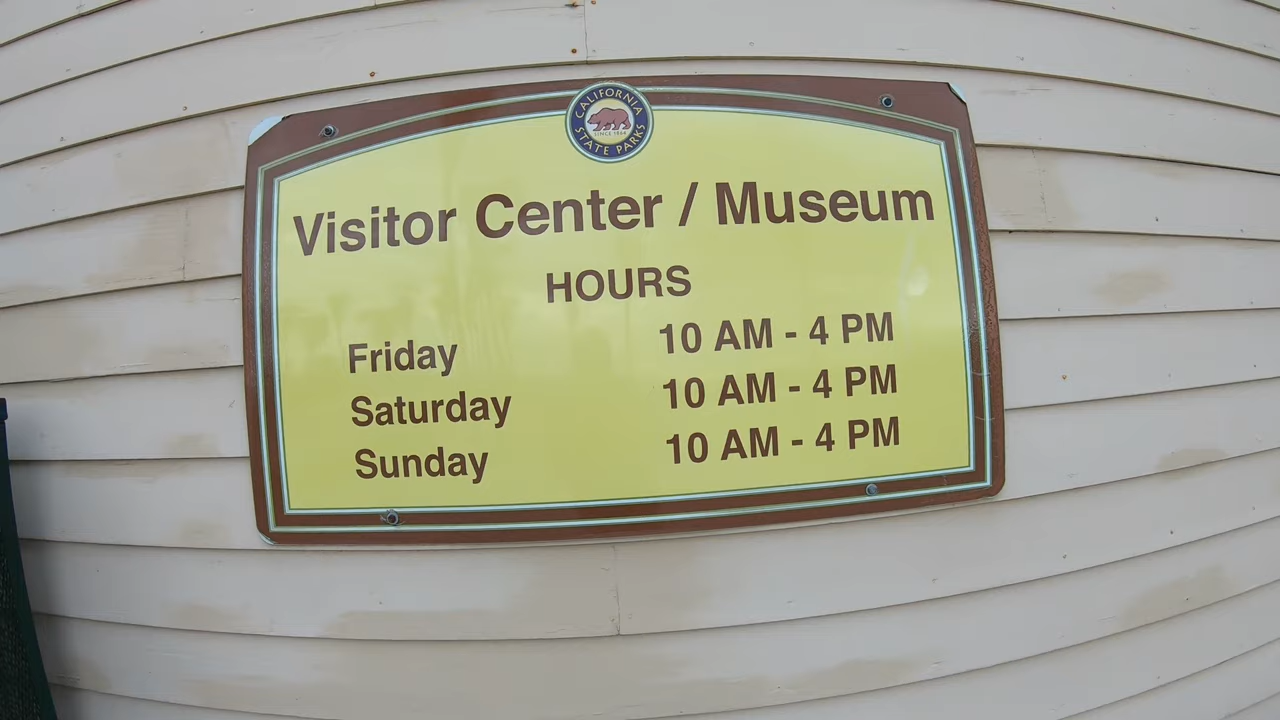 CALIFORNIA
SINCE 1864
STATE PARKS
Visitor Center / Museum
HOURS
Friday 10 AM - 4 PM
Saturday 10 AM - 4 PM
Sunday 10 AM - 4 PM